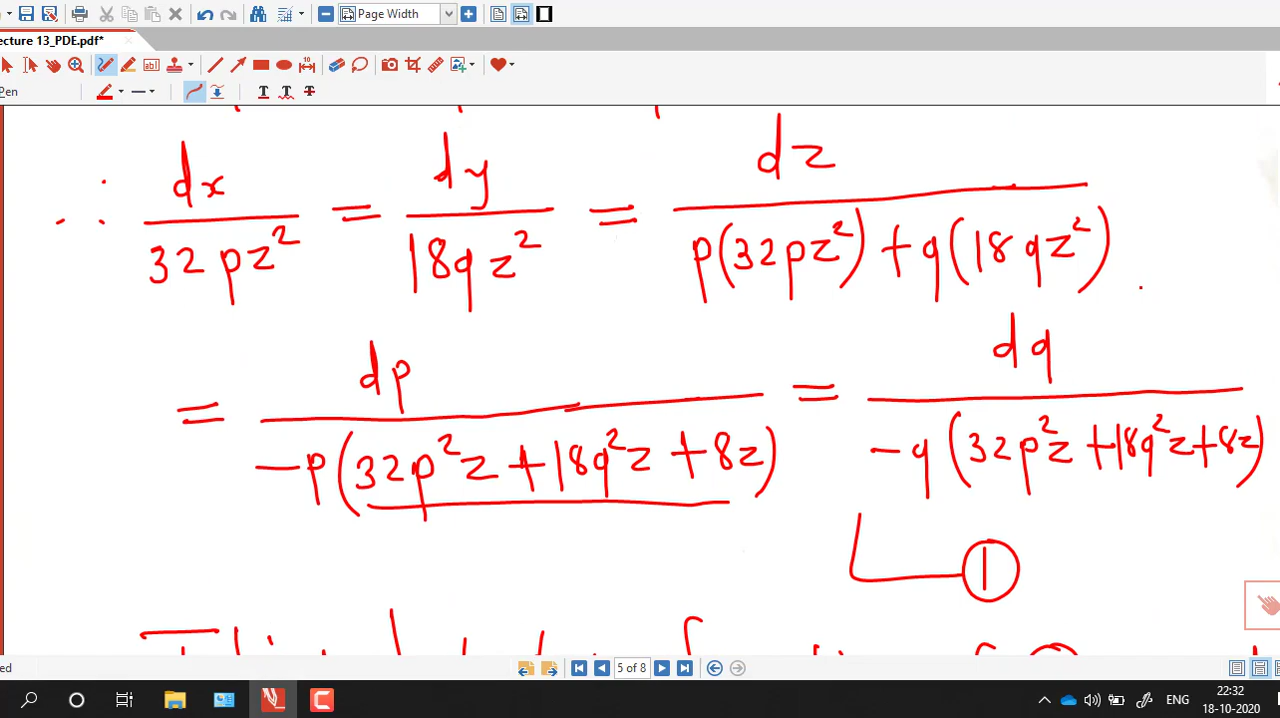 ecture 13_PDE.pdf*
Page Width
Pen
∴ dx/32pz² = dy/18qz² = dz/p(32pz²)+q(18qz²)
= dp/-p(32p²z+18q²z+8z) = dq/-q(32p²z+18q²z+8z)
①
ed
5 of 8
ENG
22:32
18-10-2020